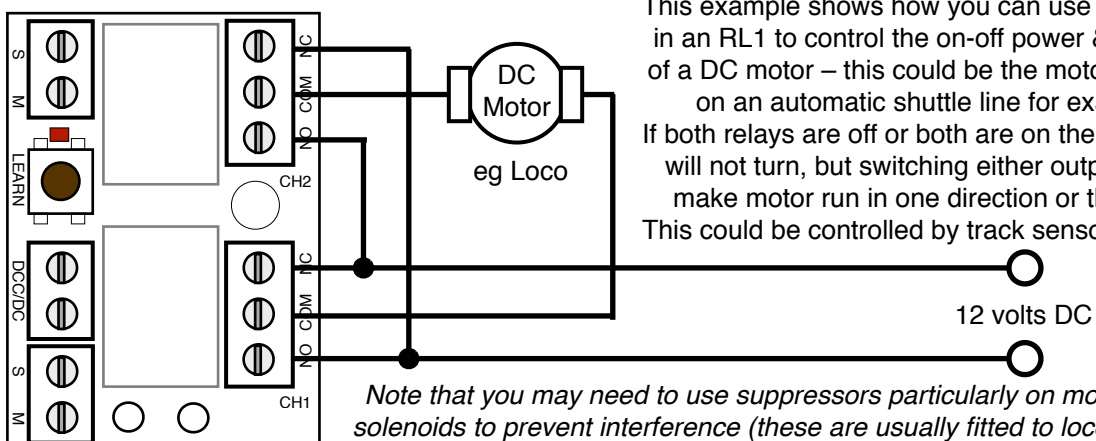 This example shows how you can use
in an RL1 to control the on-off power &
of a DC motor – this could be the moto
on an automatic shuttle line for exa
If both relays are off or both are on the
will not turn, but switching either outp
make motor run in one direction or th
This could be controlled by track senso
S
M
NC
COM
NO
CH2
DC
Motor
eg Loco
LEARN
DCC/DC
NC
COM
NO
CH1
S
M
12 volts DC
Note that you may need to use suppressors particularly on mo
solenoids to prevent interference (these are usually fitted to loco